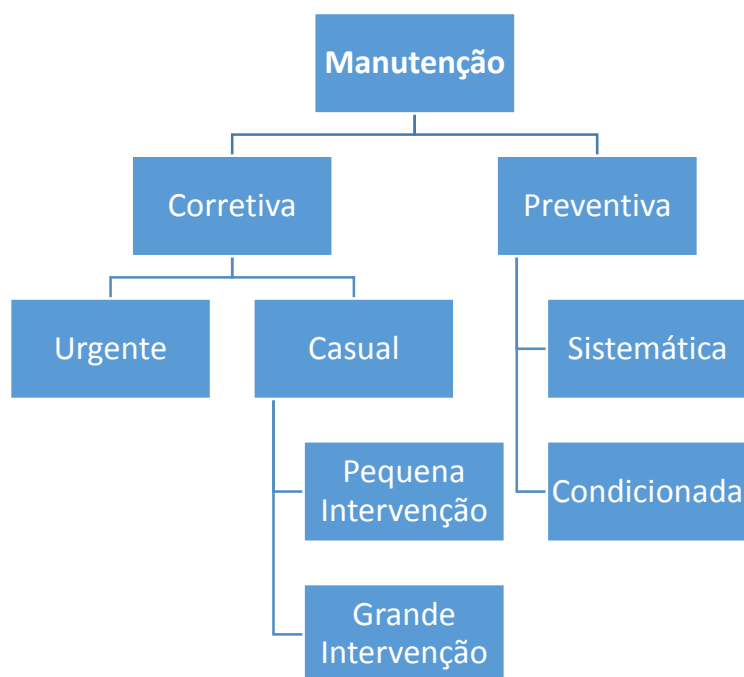 Manutenção
Corretiva
Preventiva
Urgente
Casual
Sistemática
Pequena
Intervenção
Condicionada
Grande
Intervenção